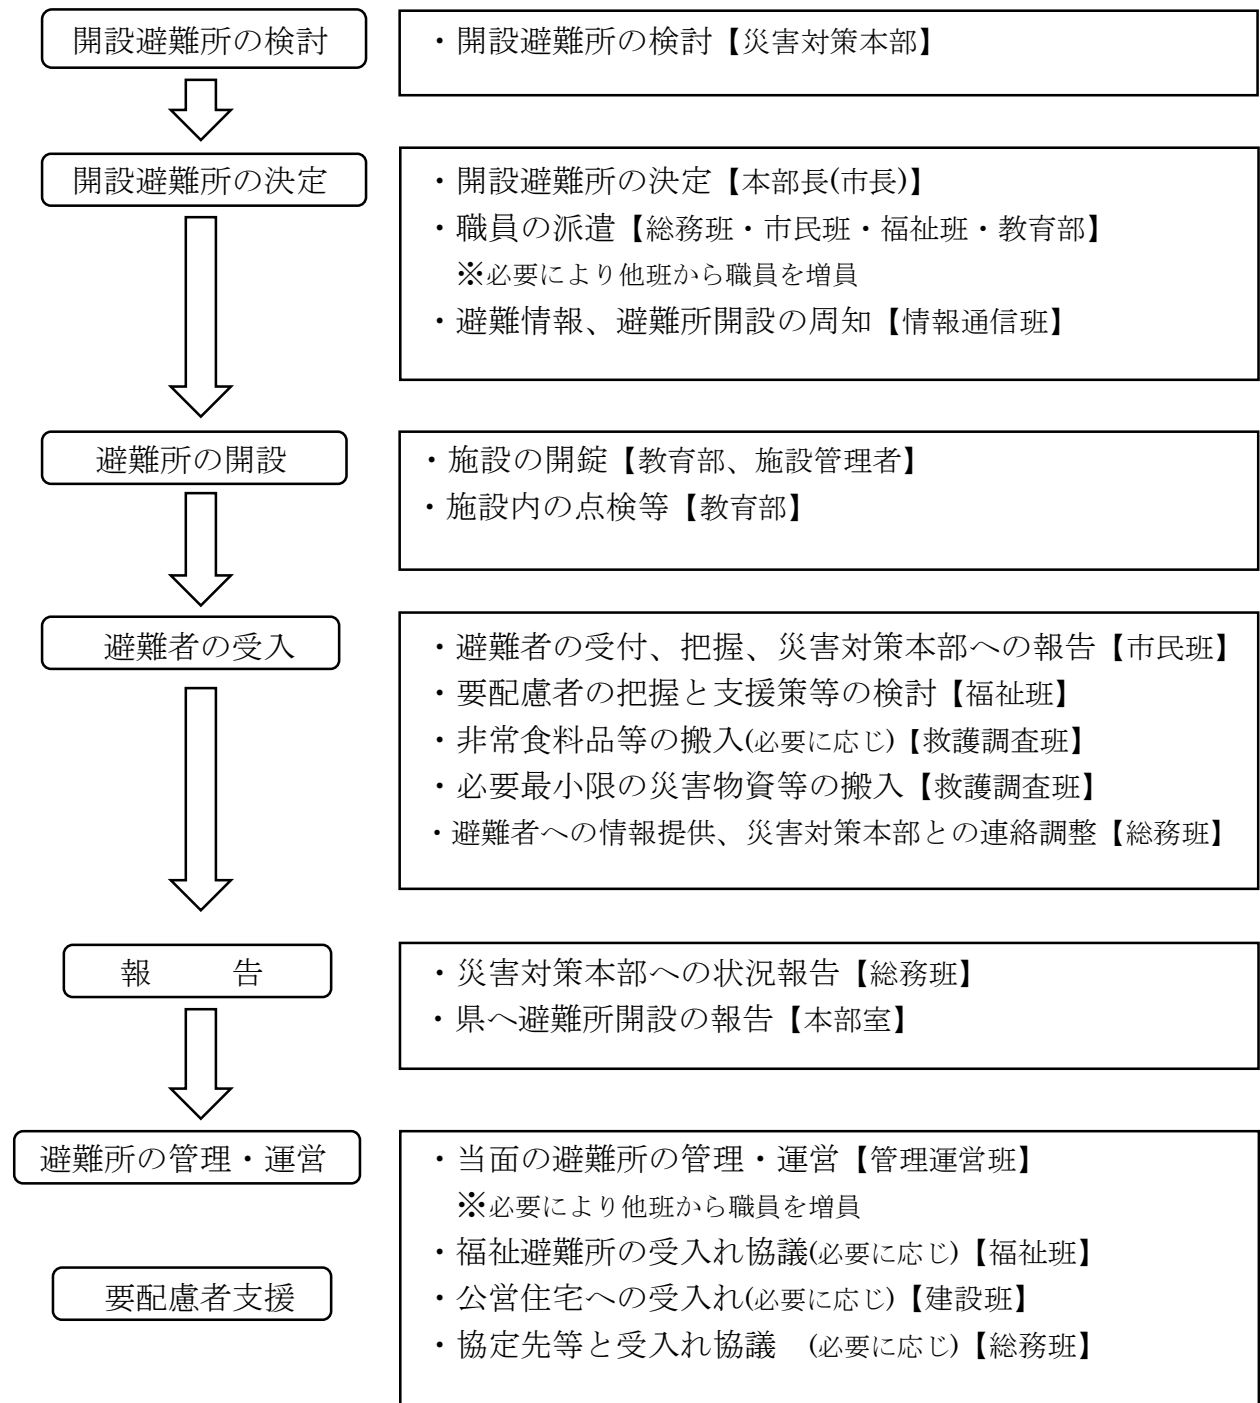 開設避難所の検討
・開設避難所の検討【災害対策本部】
開設避難所の決定
・開設避難所の決定【本部長(市長)】
・職員の派遣【総務班・市民班・福祉班・教育部】
※必要により他班から職員を増員
・避難情報、避難所開設の周知【情報通信班】
避難所の開設
・施設の開錠【教育部、施設管理者】
・施設内の点検等【教育部】
避難者の受入
・避難者の受付、把握、災害対策本部への報告【市民班】
・要配慮者の把握と支援策等の検討【福祉班】
・非常食料品等の搬入(必要に応じ)【救護調査班】
・必要最小限の災害物資等の搬入【救護調査班】
・避難者への情報提供、災害対策本部との連絡調整【総務班】
報　　告
・災害対策本部への状況報告【総務班】
・県へ避難所開設の報告【本部室】
避難所の管理・運営
・当面の避難所の管理・運営【管理運営班】
※必要により他班から職員を増員
・福祉避難所の受入れ協議(必要に応じ)【福祉班】
要配慮者支援
・公営住宅への受入れ(必要に応じ)【建設班】
・協定先等と受入れ協議　(必要に応じ)【総務班】